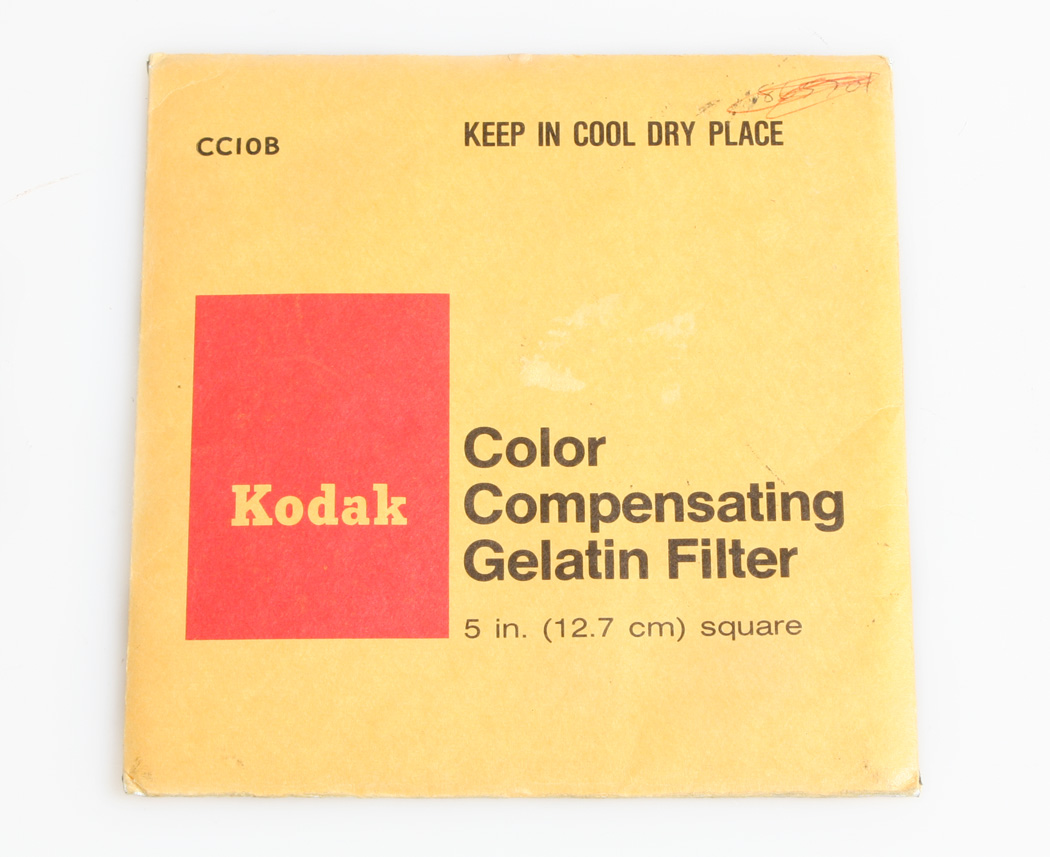 CC10B
KEEP IN COOL DRY PLACE
Kodak
Color
Compensating
Gelatin Filter
5 in. (12.7 cm) square